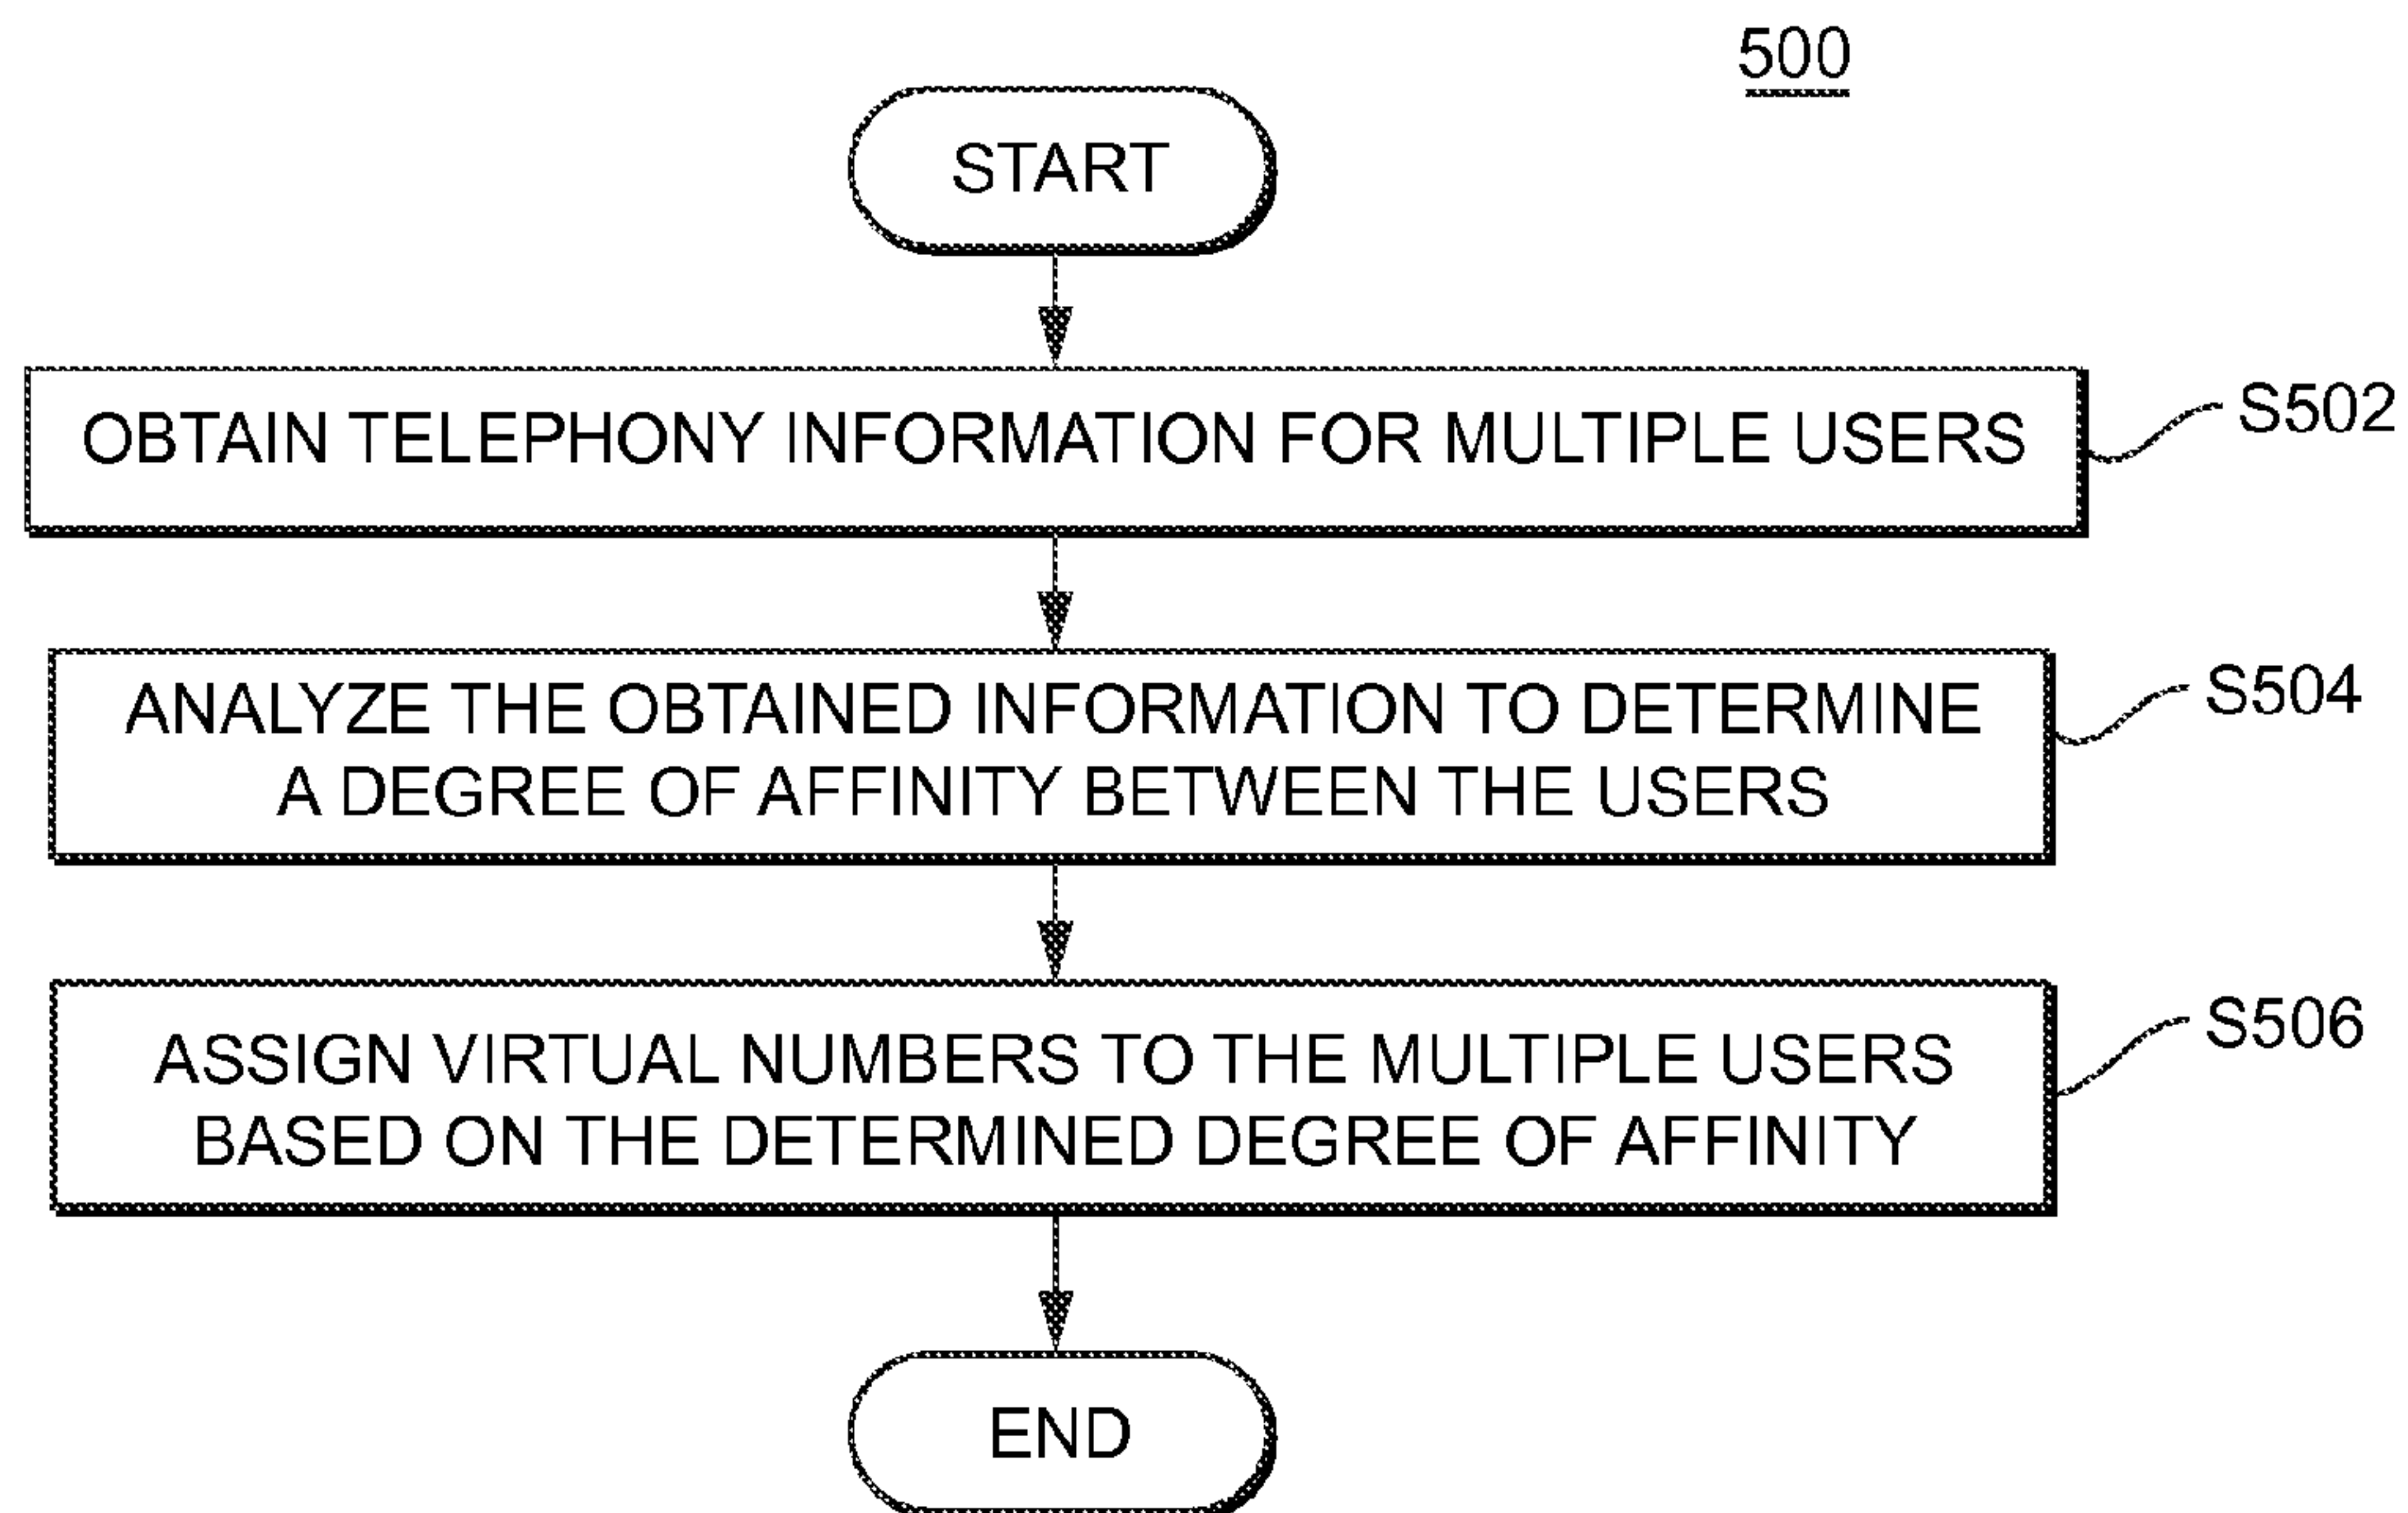 500
START
OBTAIN TELEPHONY INFORMATION FOR MULTIPLE USERS
S502
ANALYZE THE OBTAINED INFORMATION TO DETERMINE
A DEGREE OF AFFINITY BETWEEN THE USERS
S504
ASSIGN VIRTUAL NUMBERS TO THE MULTIPLE USERS
BASED ON THE DETERMINED DEGREE OF AFFINITY
S506
END